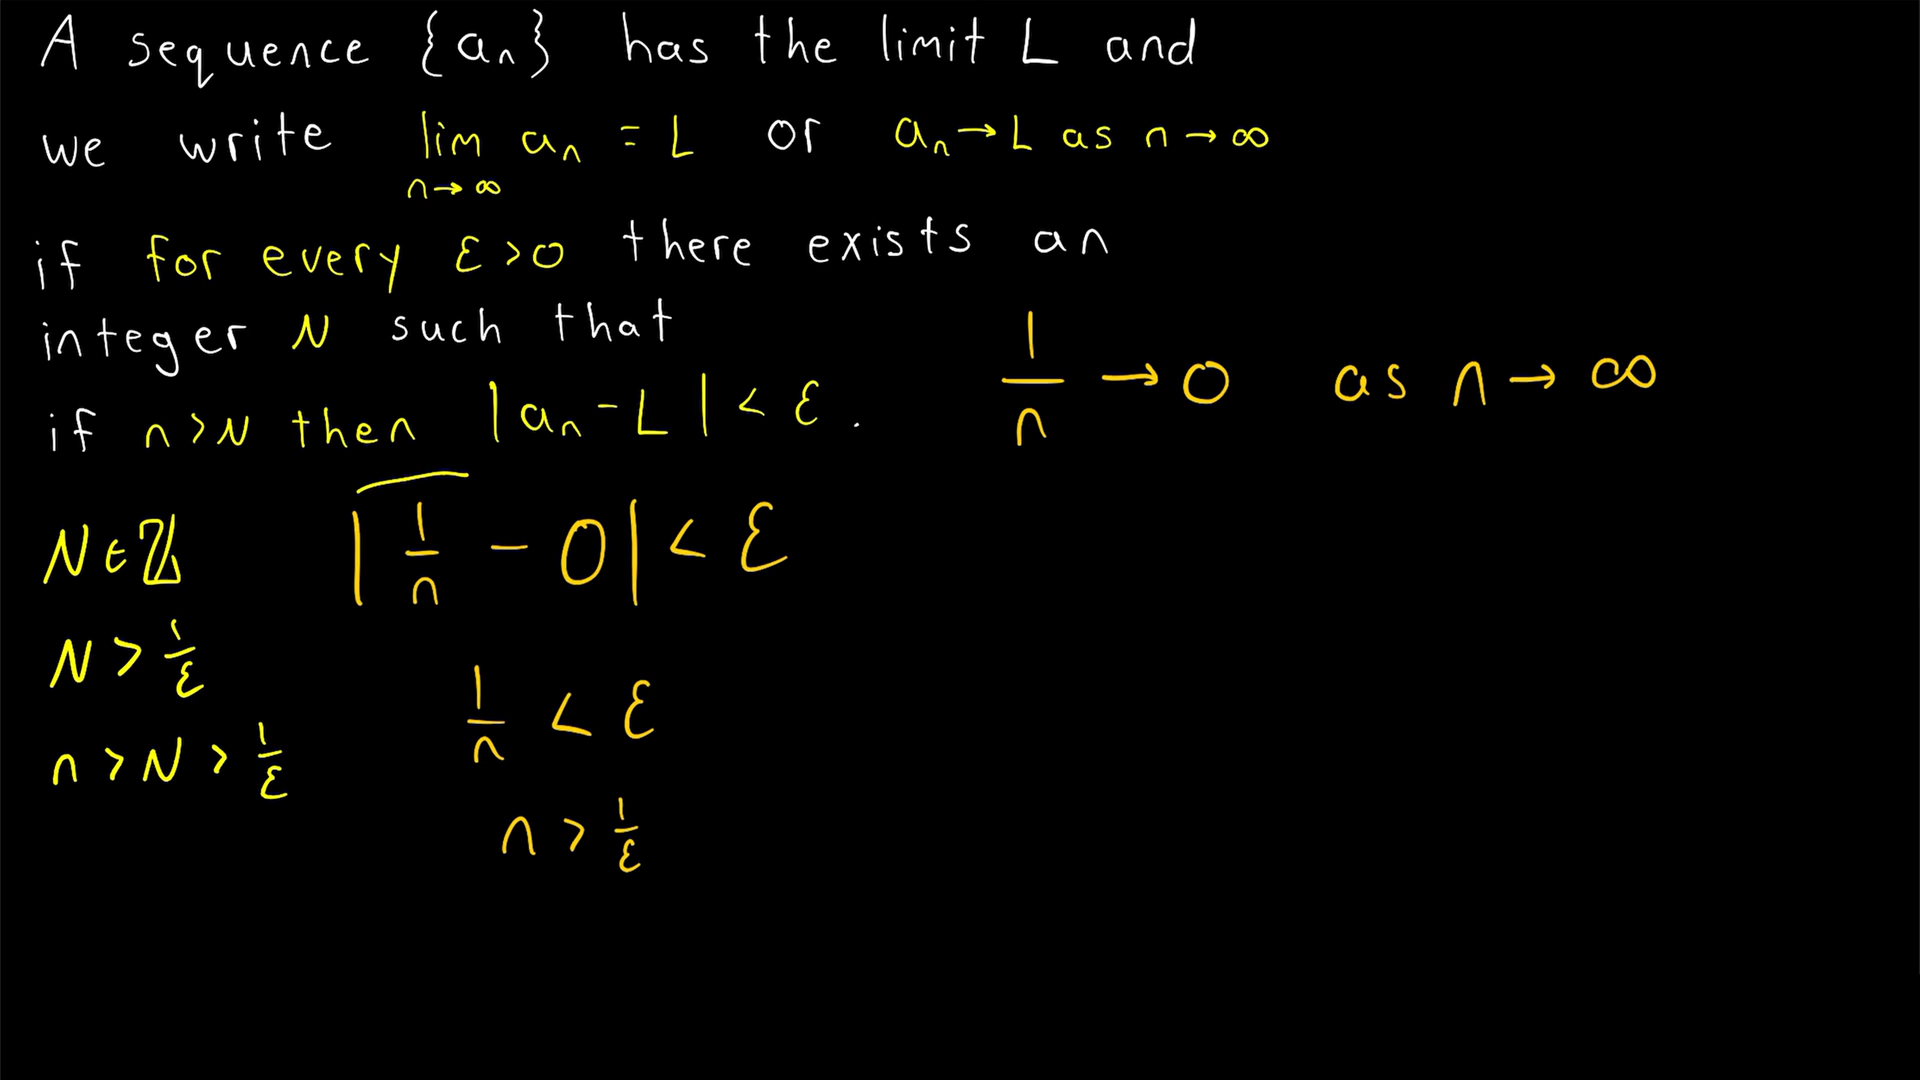 A sequence {aₙ} has the limit L and
we write lim aₙ = L or aₙ → L as n → ∞
n → ∞
if for every ε > 0 there exists an
integer N such that
if n > N then |aₙ - L| < ε.
1/n → 0 as n → ∞
N ∈ ℤ
|1/n - 0| < ε
N > 1/ε
1/n < ε
n > N > 1/ε
n > 1/ε